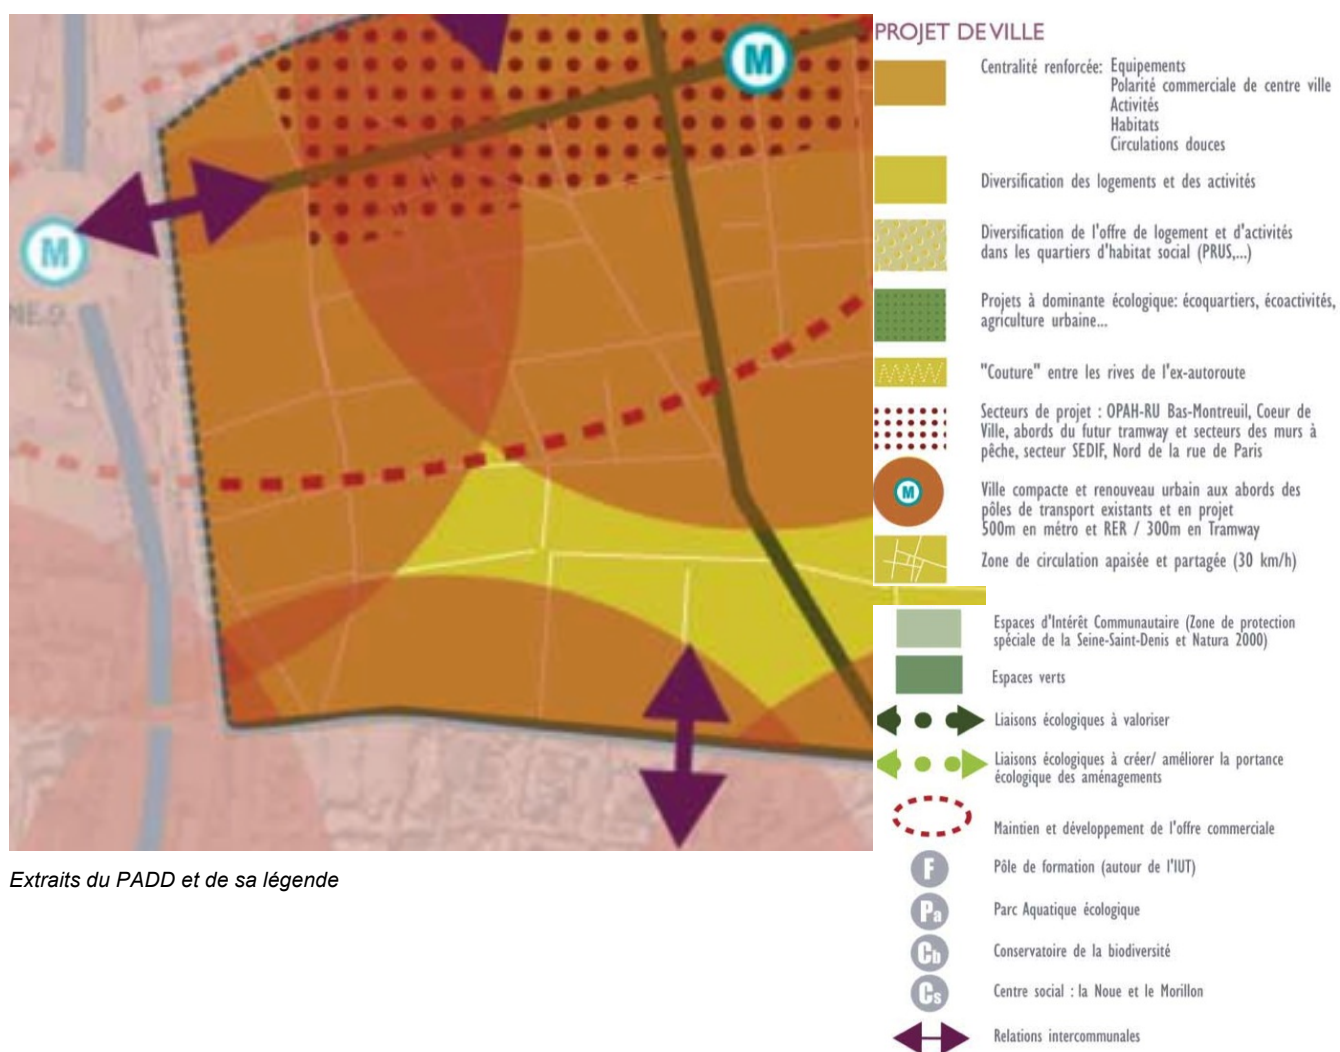 M
M
NE.9
Extraits du PADD et de sa légende
PROJET DE VILLE
Centralité renforcée: Equipements
Polarité commerciale de centre ville
Activités
Habitats
Circulations douces
Diversification des logements et des activités
Diversification de l'offre de logement et d'activités
dans les quartiers d'habitat social (PRUS,...)
Projets à dominante écologique: écoquartiers, écoactivités,
agriculture urbaine...
"Couture" entre les rives de l'ex-autoroute
Secteurs de projet : OPAH-RU Bas-Montreuil, Coeur de
Ville, abords du futur tramway et secteurs des murs à
pêche, secteur SEDIF, Nord de la rue de Paris
M
Ville compacte et renouveau urbain aux abords des
pôles de transport existants et en projet
500m en métro et RER / 300m en Tramway
Zone de circulation apaisée et partagée (30 km/h)
Espaces d'Intérêt Communautaire (Zone de protection
spéciale de la Seine-Saint-Denis et Natura 2000)
Espaces verts
Liaisons écologiques à valoriser
Liaisons écologiques à créer/ améliorer la portance
écologique des aménagements
Maintien et développement de l'offre commerciale
F Pôle de formation (autour de l'IUT)
Pa Parc Aquatique écologique
Cb Conservatoire de la biodiversité
Cs Centre social : la Noue et le Morillon
Relations intercommunales